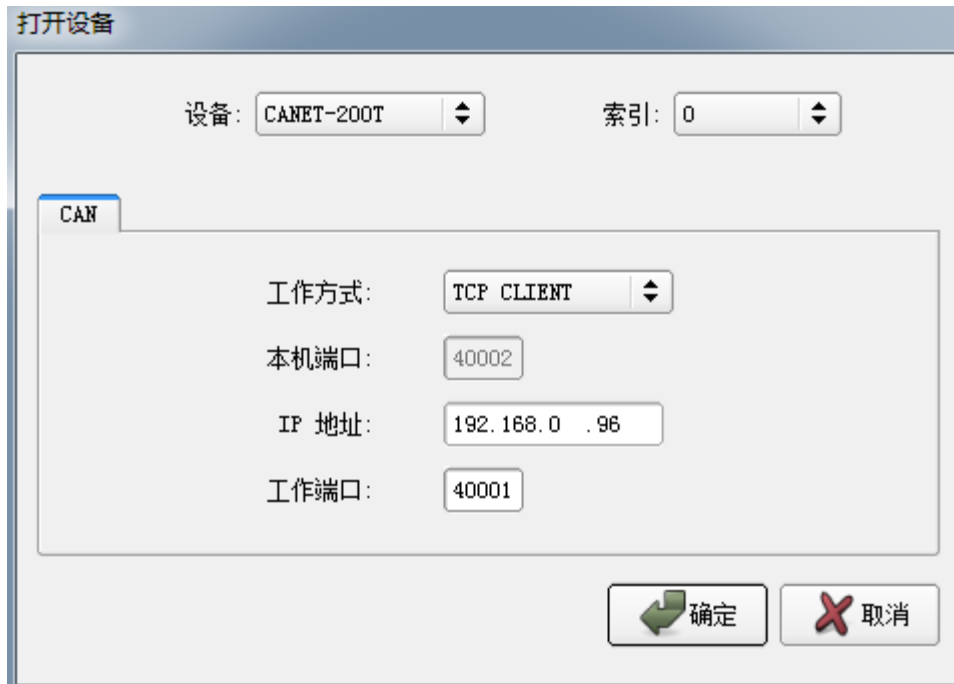 打开设备
设备: CANET-200T 索引: 0
CAN
工作方式: TCP CLIENT
本机端口: 40002
IP 地址: 192.168.0 .96
工作端口: 40001
确定 取消